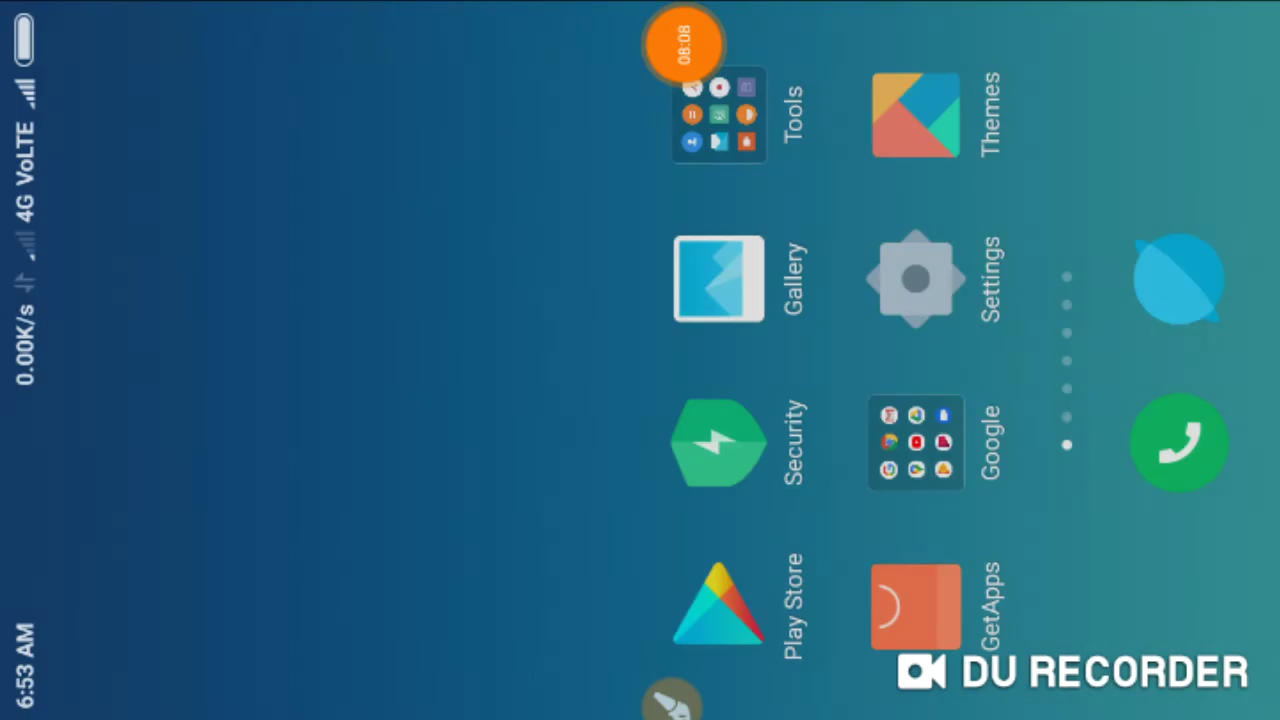 6:53 AM
0.00K/s
4G VoLTE
08:08
Play Store
Security
Gallery
Tools
GetApps
Google
Settings
Themes
DU RECORDER